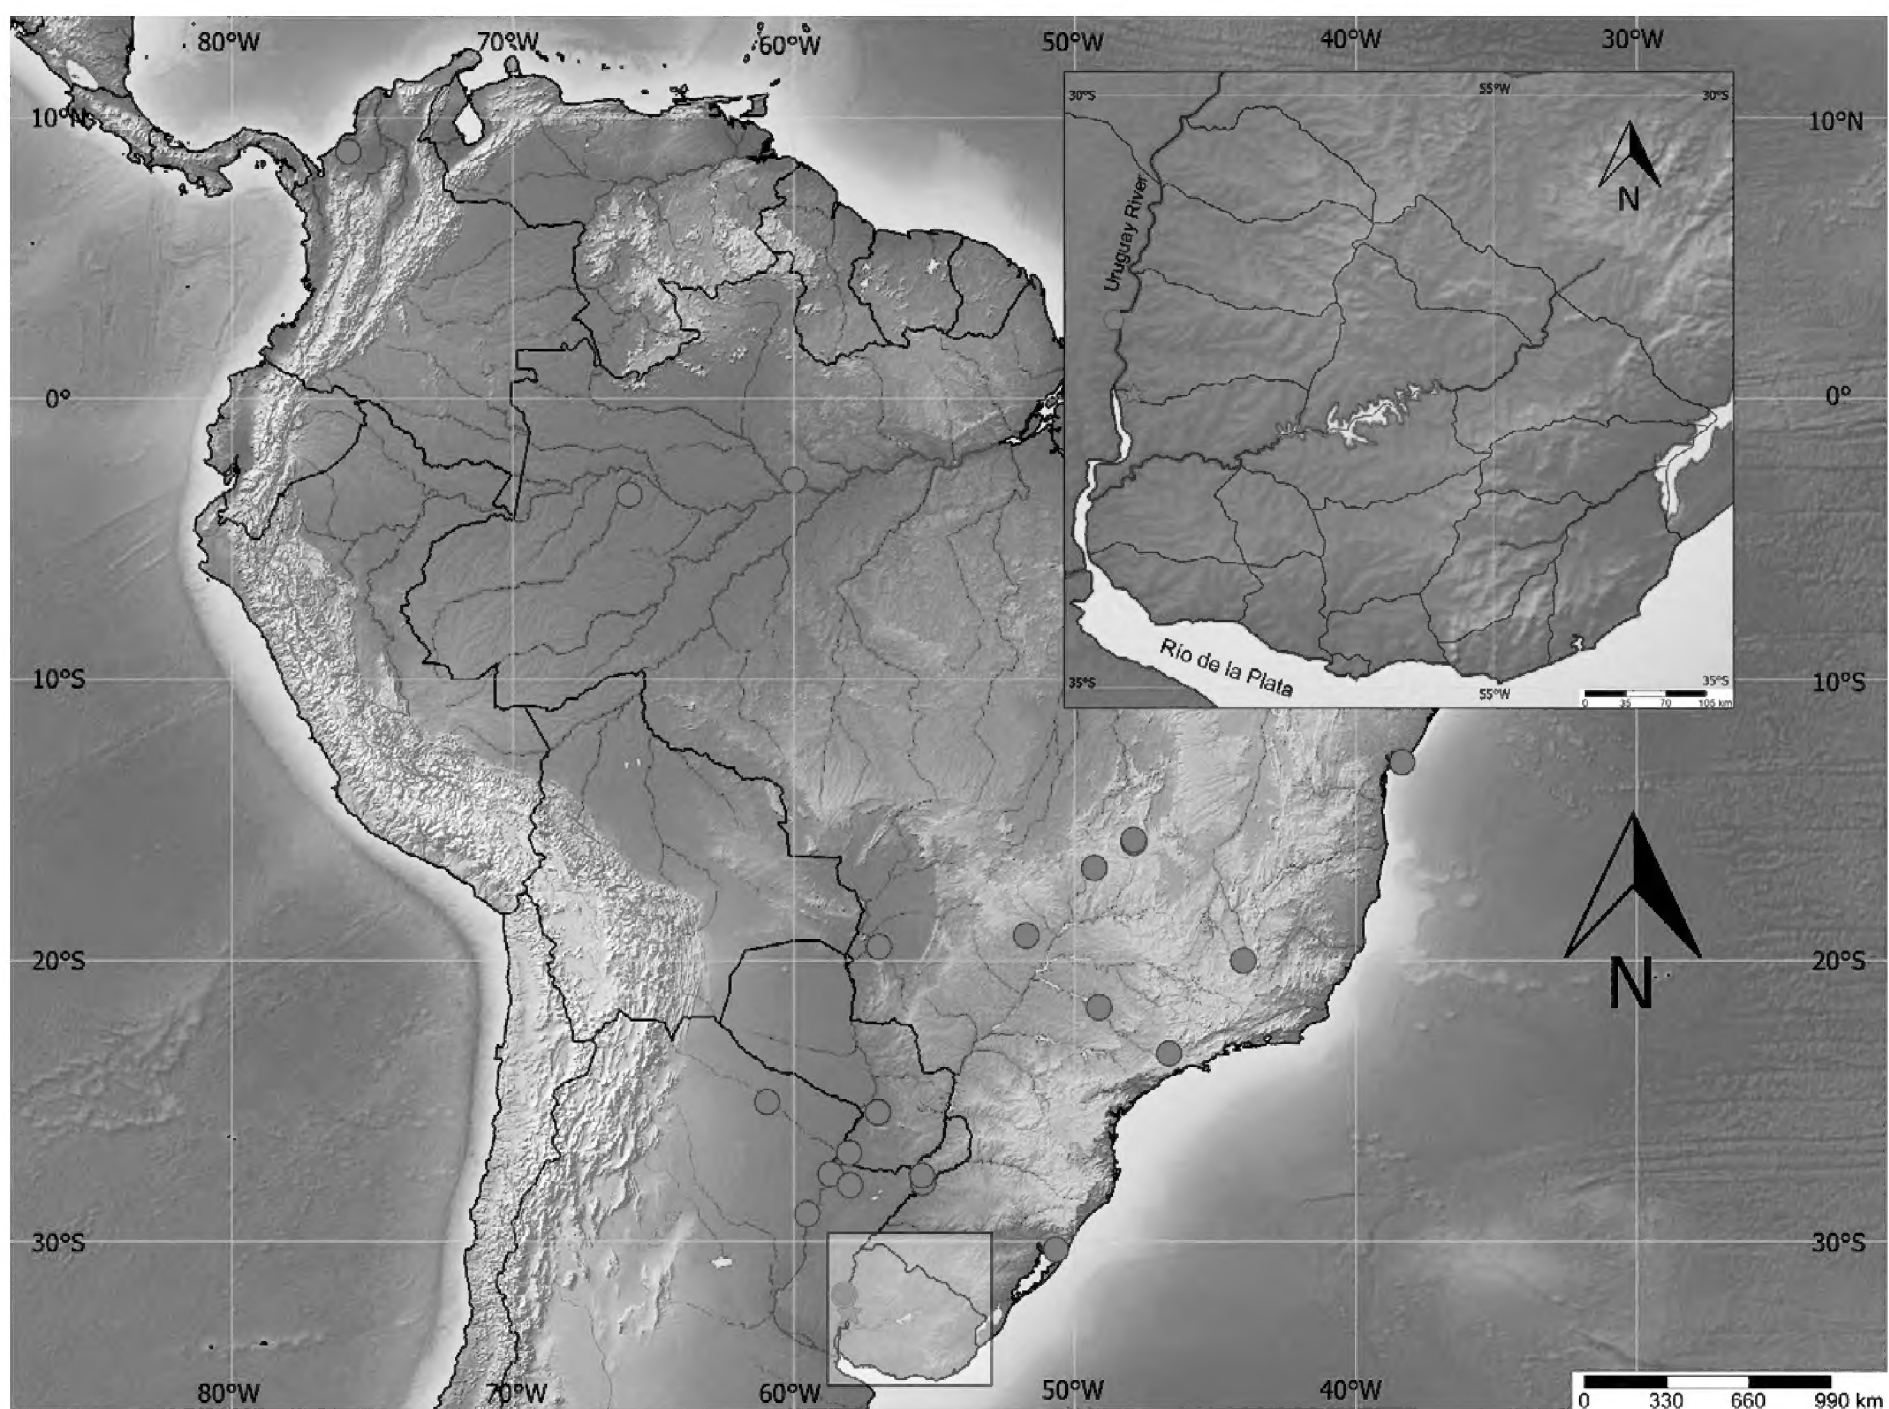 80°W 70°W 60°W 50°W 40°W 30°W
10°N 10°N
30°S 55°W 30°S
N
Uruguay River
0° 0°
Río de la Plata
35°S 55°W 35°S
0 35 70 105 km
10°S 10°S
N
20°S 20°S
30°S 30°S
80°W 70°W 60°W 50°W 40°W
0 330 660 990 km